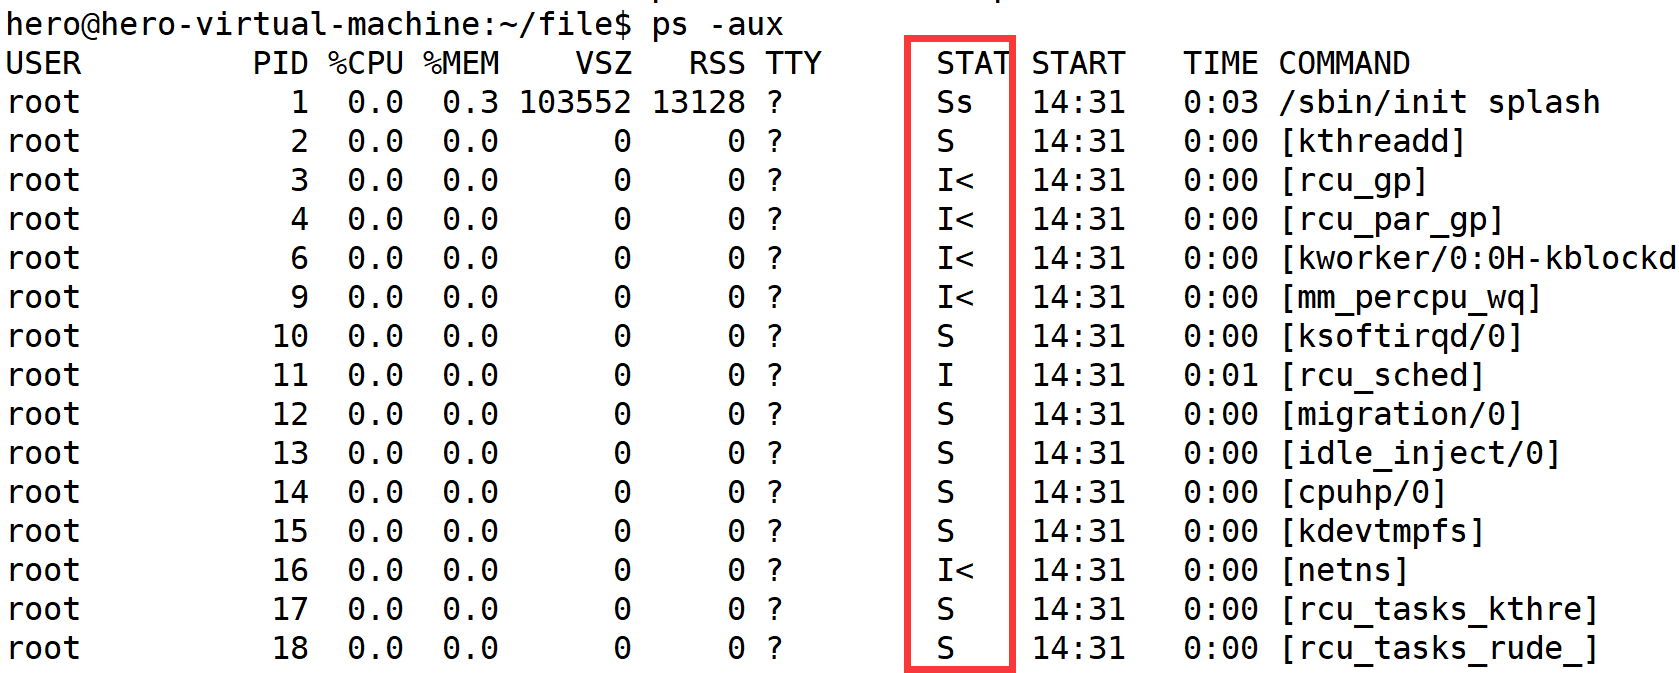 hero@hero-virtual-machine:~/file$ ps -aux
USER         PID %CPU %MEM    VSZ   RSS TTY      STAT START   TIME COMMAND
root           1  0.0  0.3 103552 13128 ?        Ss   14:31   0:03 /sbin/init splash
root           2  0.0  0.0      0     0 ?        S    14:31   0:00 [kthreadd]
root           3  0.0  0.0      0     0 ?        I<   14:31   0:00 [rcu_gp]
root           4  0.0  0.0      0     0 ?        I<   14:31   0:00 [rcu_par_gp]
root           6  0.0  0.0      0     0 ?        I<   14:31   0:00 [kworker/0:0H-kblockd
root           9  0.0  0.0      0     0 ?        I<   14:31   0:00 [mm_percpu_wq]
root          10  0.0  0.0      0     0 ?        S    14:31   0:00 [ksoftirqd/0]
root          11  0.0  0.0      0     0 ?        I    14:31   0:01 [rcu_sched]
root          12  0.0  0.0      0     0 ?        S    14:31   0:00 [migration/0]
root          13  0.0  0.0      0     0 ?        S    14:31   0:00 [idle_inject/0]
root          14  0.0  0.0      0     0 ?        S    14:31   0:00 [cpuhp/0]
root          15  0.0  0.0      0     0 ?        S    14:31   0:00 [kdevtmpfs]
root          16  0.0  0.0      0     0 ?        I<   14:31   0:00 [netns]
root          17  0.0  0.0      0     0 ?        S    14:31   0:00 [rcu_tasks_kthre]
root          18  0.0  0.0      0     0 ?        S    14:31   0:00 [rcu_tasks_rude_]